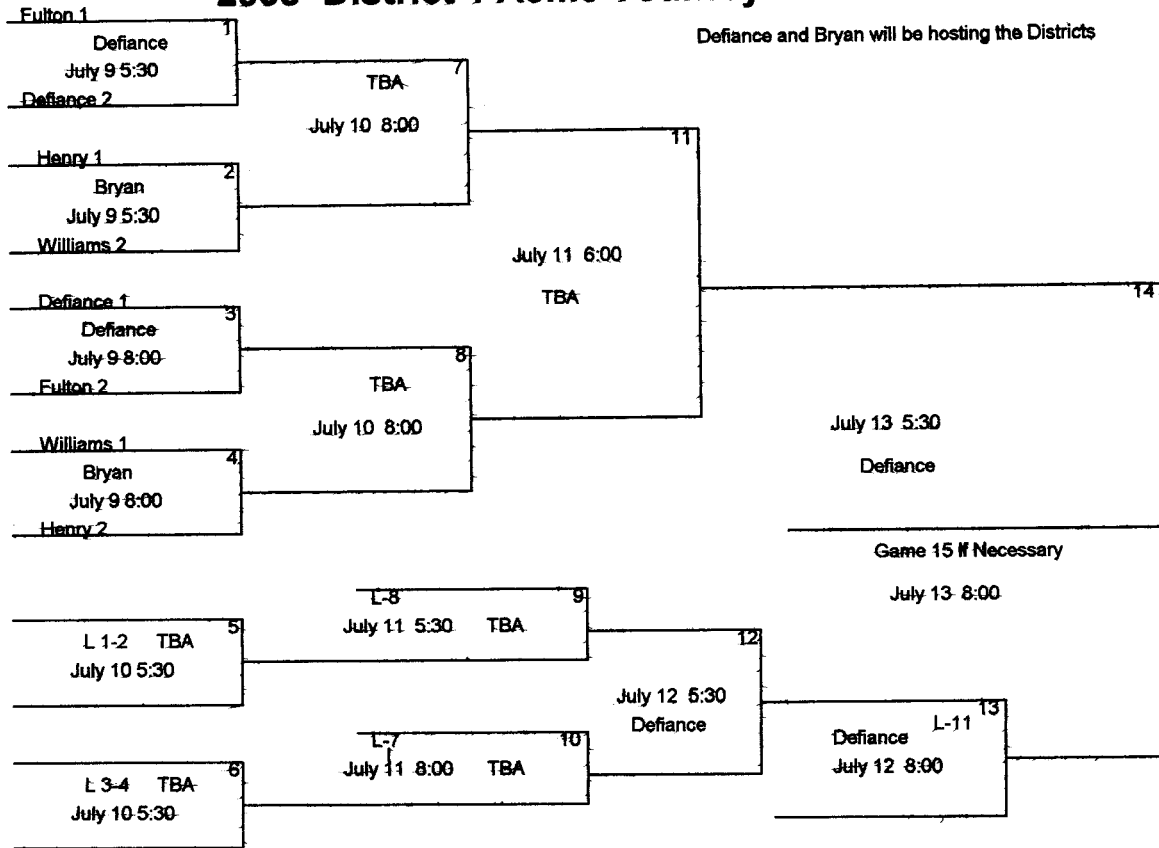 Fulton 1
Defiance and Bryan will be hosting the Districts
1
Defiance
July 9 5:30
Defiance 2
7
TBA
July 10 8:00
Henry 1
2
Bryan
July 9 5:30
Williams 2
11
July 11 6:00
TBA
Defiance 1
3
Defiance
July 9 8:00
Fulton 2
8
TBA
July 10 8:00
14
July 13 5:30
Defiance
Williams 1
4
Bryan
July 9 8:00
Henry 2
Game 15 If Necessary
July 13 8:00
L-8
9
July 11 5:30 TBA
5
L 1-2 TBA
July 10 5:30
12
July 12 5:30
Defiance
L-7
10
July 11 8:00 TBA
13
L-11
Defiance
July 12 8:00
6
L 3-4 TBA
July 10 5:30